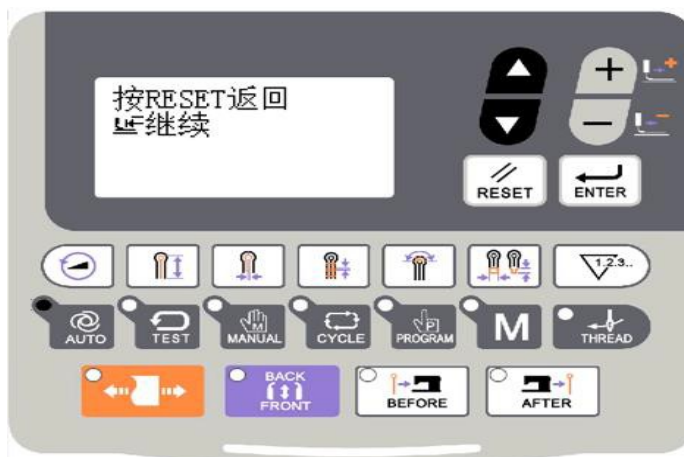 按RESET返回
继续
RESET
ENTER
1.2.3..
AUTO
TEST
M
MANUAL
CYCLE
P
PROGRAM
M
THREAD
BACK
FRONT
BEFORE
AFTER